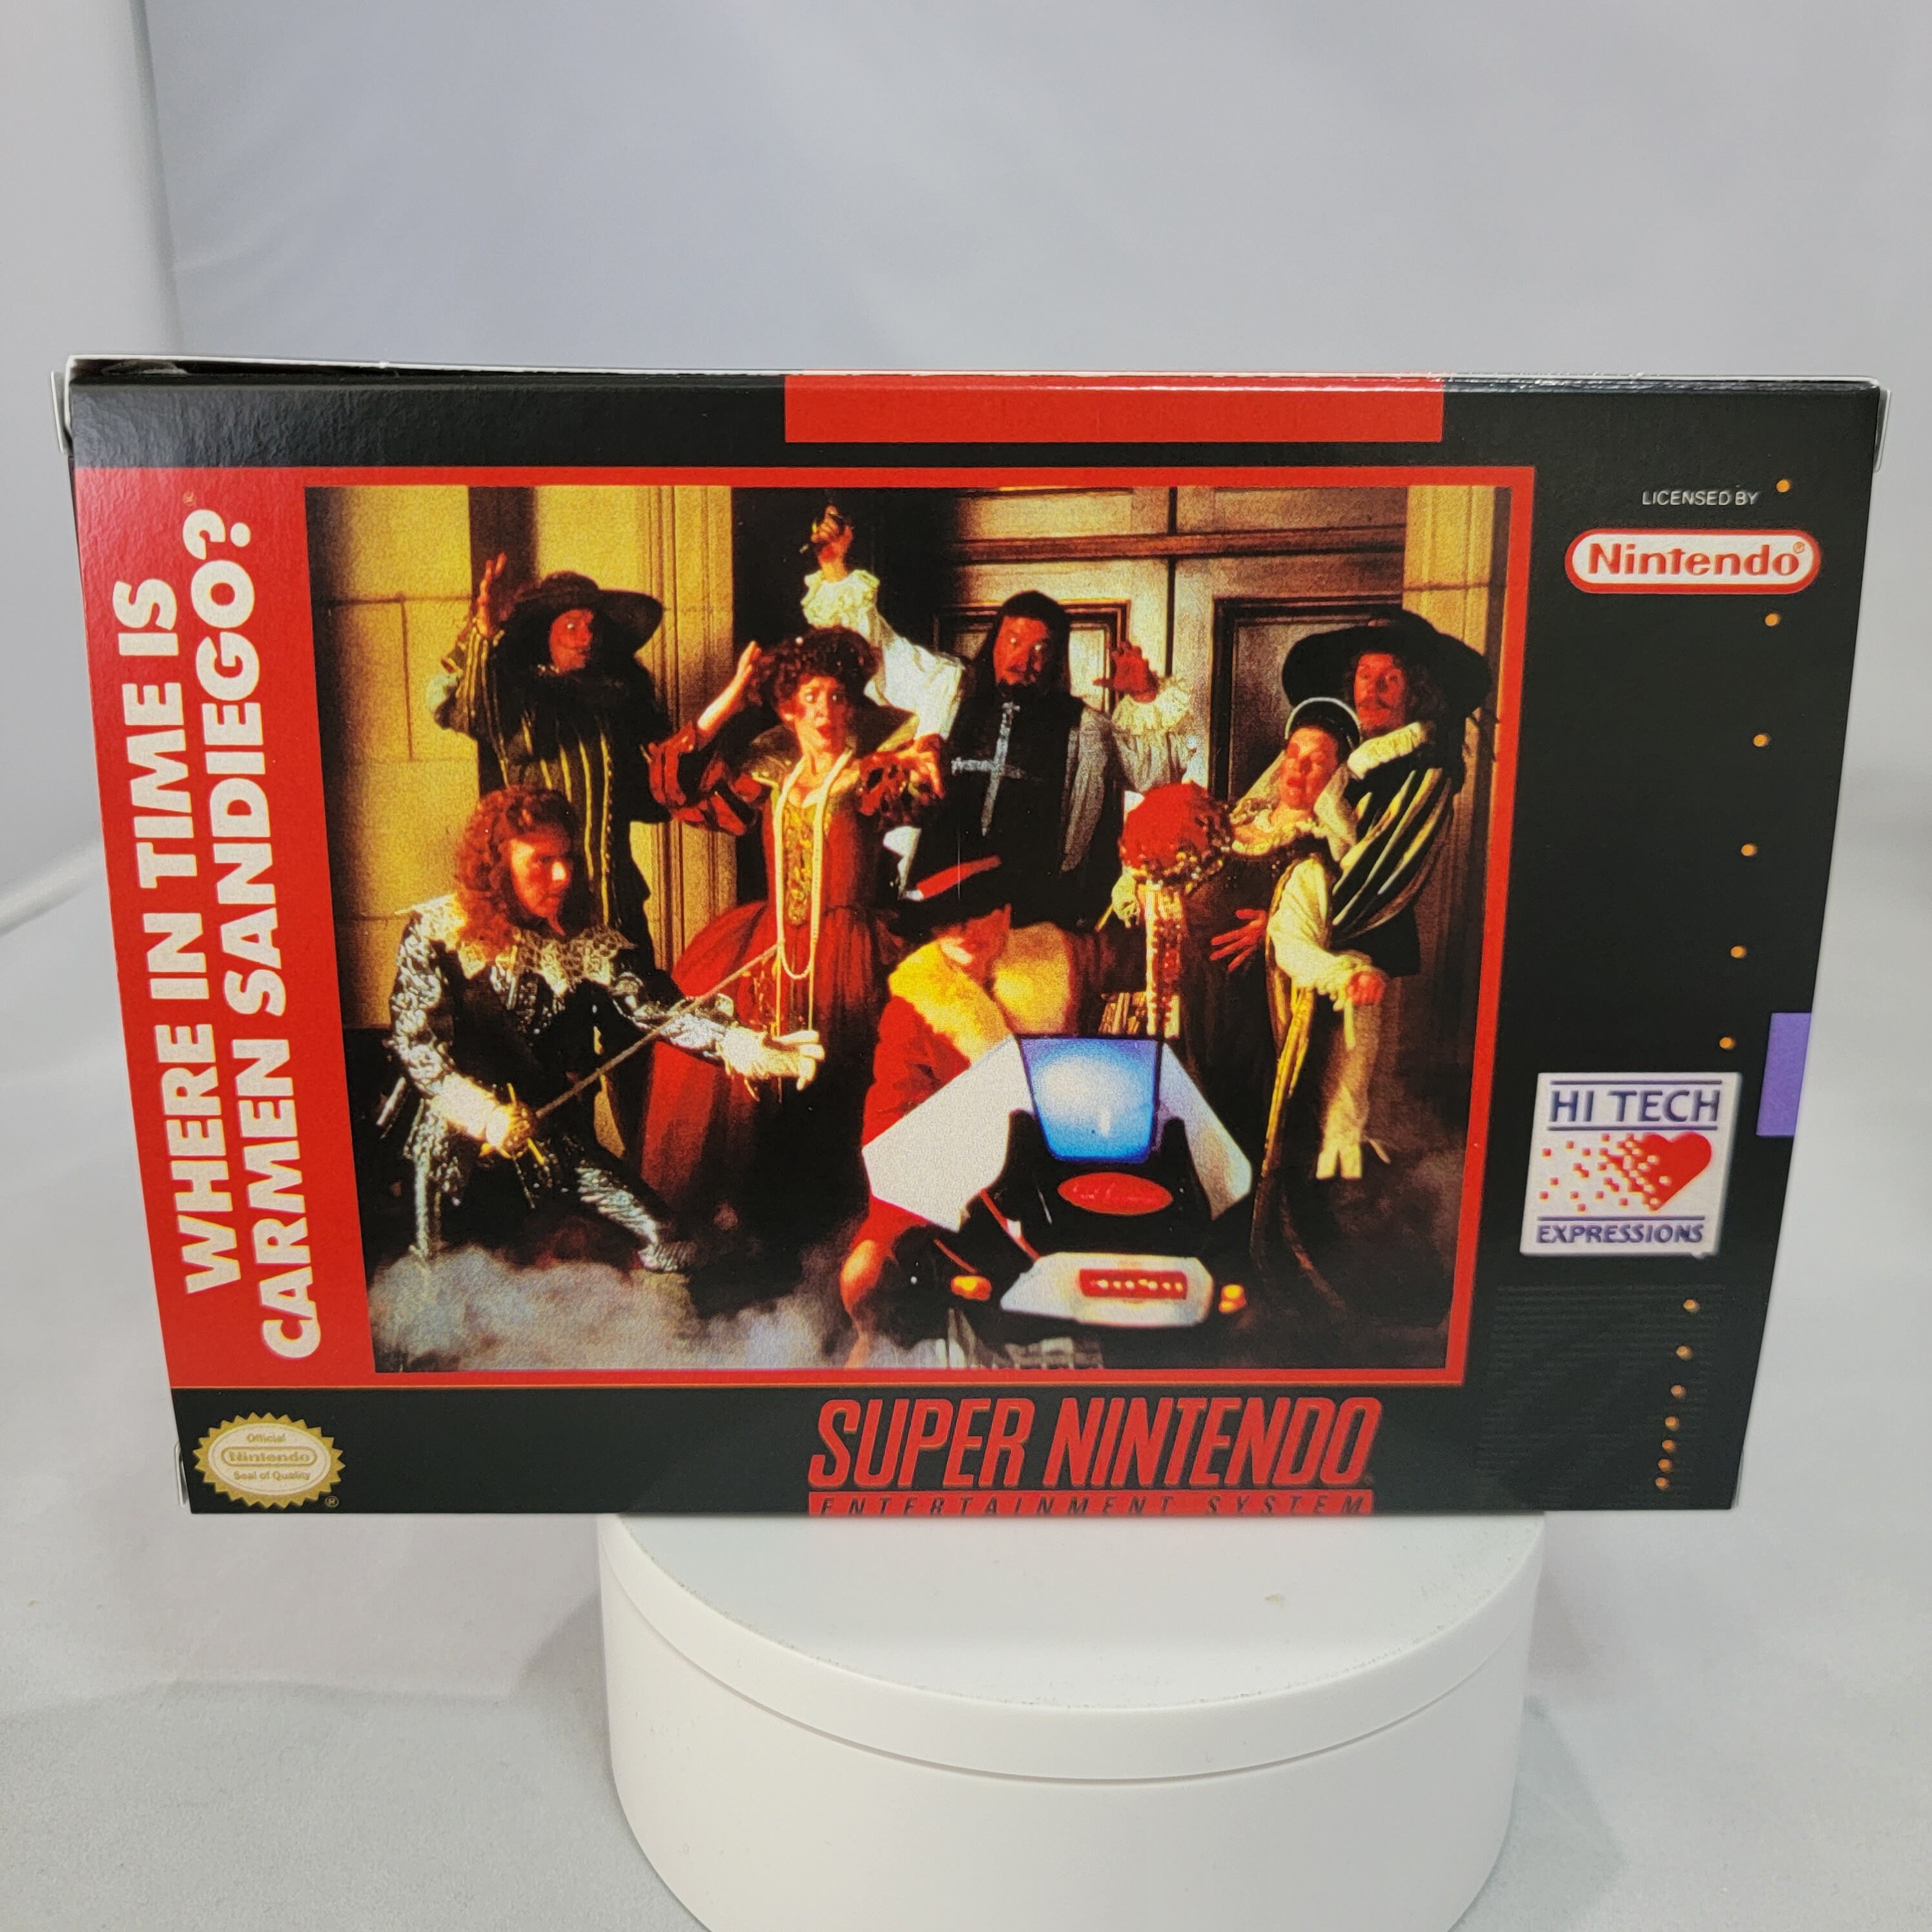 WHERE IN TIME IS
CARMEN SANDIEGO?
LICENSED BY
Nintendo®
HI TECH
EXPRESSIONS
Official
Nintendo
Seal of Quality
®
SUPER NINTENDO
ENTERTAINMENT SYSTEM